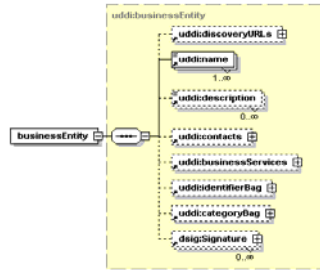 uddi:businessEntity
uddi:discoveryURLs
uddi:name
1..∞
uddi:description
0..∞
businessEntity
uddi:contacts
uddi:businessServices
uddi:identifierBag
uddi:categoryBag
dsig:Signature
0..∞